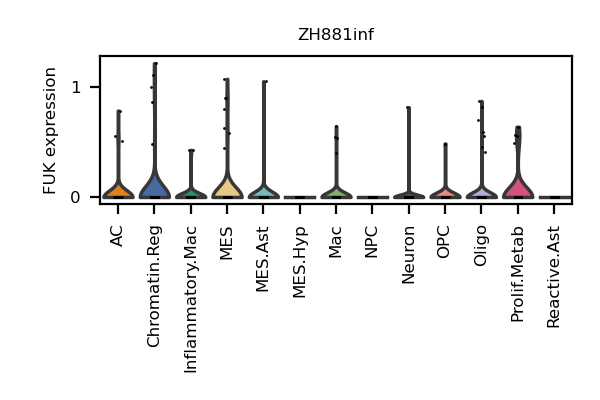 ZH881inf
FUK expression
1
0
AC
Chromatin.Reg
Inflammatory.Mac
MES
MES.Ast
MES.Hyp
Mac
NPC
Neuron
OPC
Oligo
Prolif.Metab
Reactive.Ast